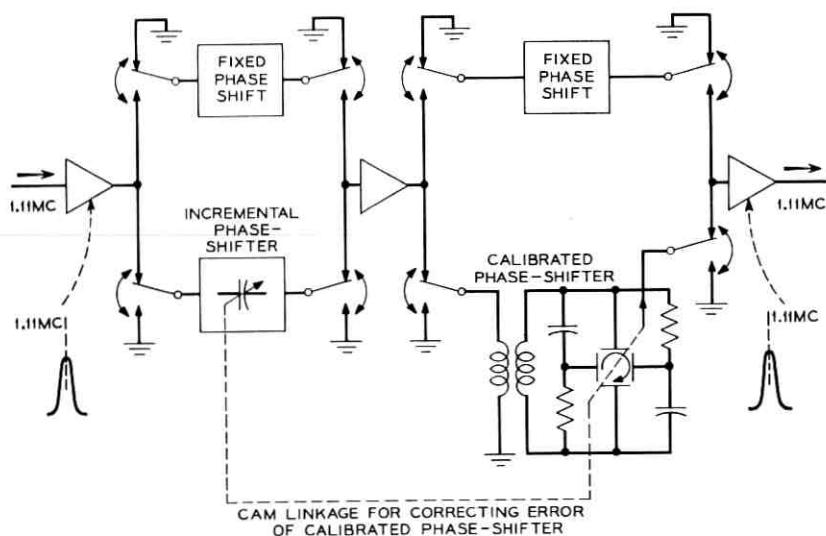 FIXED
PHASE
SHIFT
FIXED
PHASE
SHIFT
1.11MC
1.11MC
INCREMENTAL
PHASE-
SHIFTER
CALIBRATED
PHASE-SHIFTER
1.11MC
1.11MC
CAM LINKAGE FOR CORRECTING ERROR
OF CALIBRATED PHASE-SHIFTER